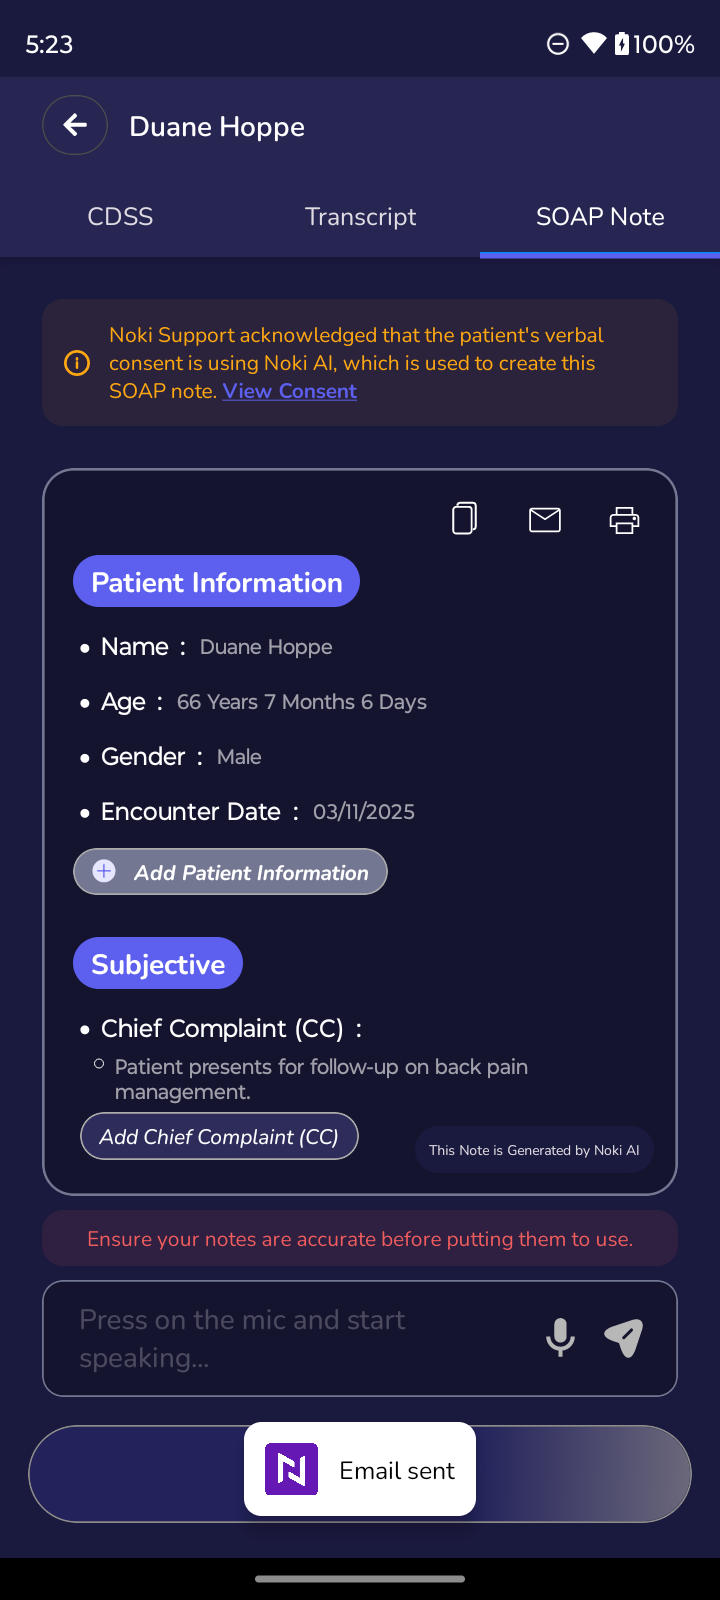 5:23
100%
Duane Hoppe
CDSS
Transcript
SOAP Note
Noki Support acknowledged that the patient's verbal
consent is using Noki AI, which is used to create this
SOAP note. View Consent
Patient Information
• Name : Duane Hoppe
• Age : 66 Years 7 Months 6 Days
• Gender : Male
• Encounter Date : 03/11/2025
Add Patient Information
Subjective
• Chief Complaint (CC) :
Patient presents for follow-up on back pain
management.
Add Chief Complaint (CC)
This Note is Generated by Noki AI
Ensure your notes are accurate before putting them to use.
Press on the mic and start
speaking...
Email sent